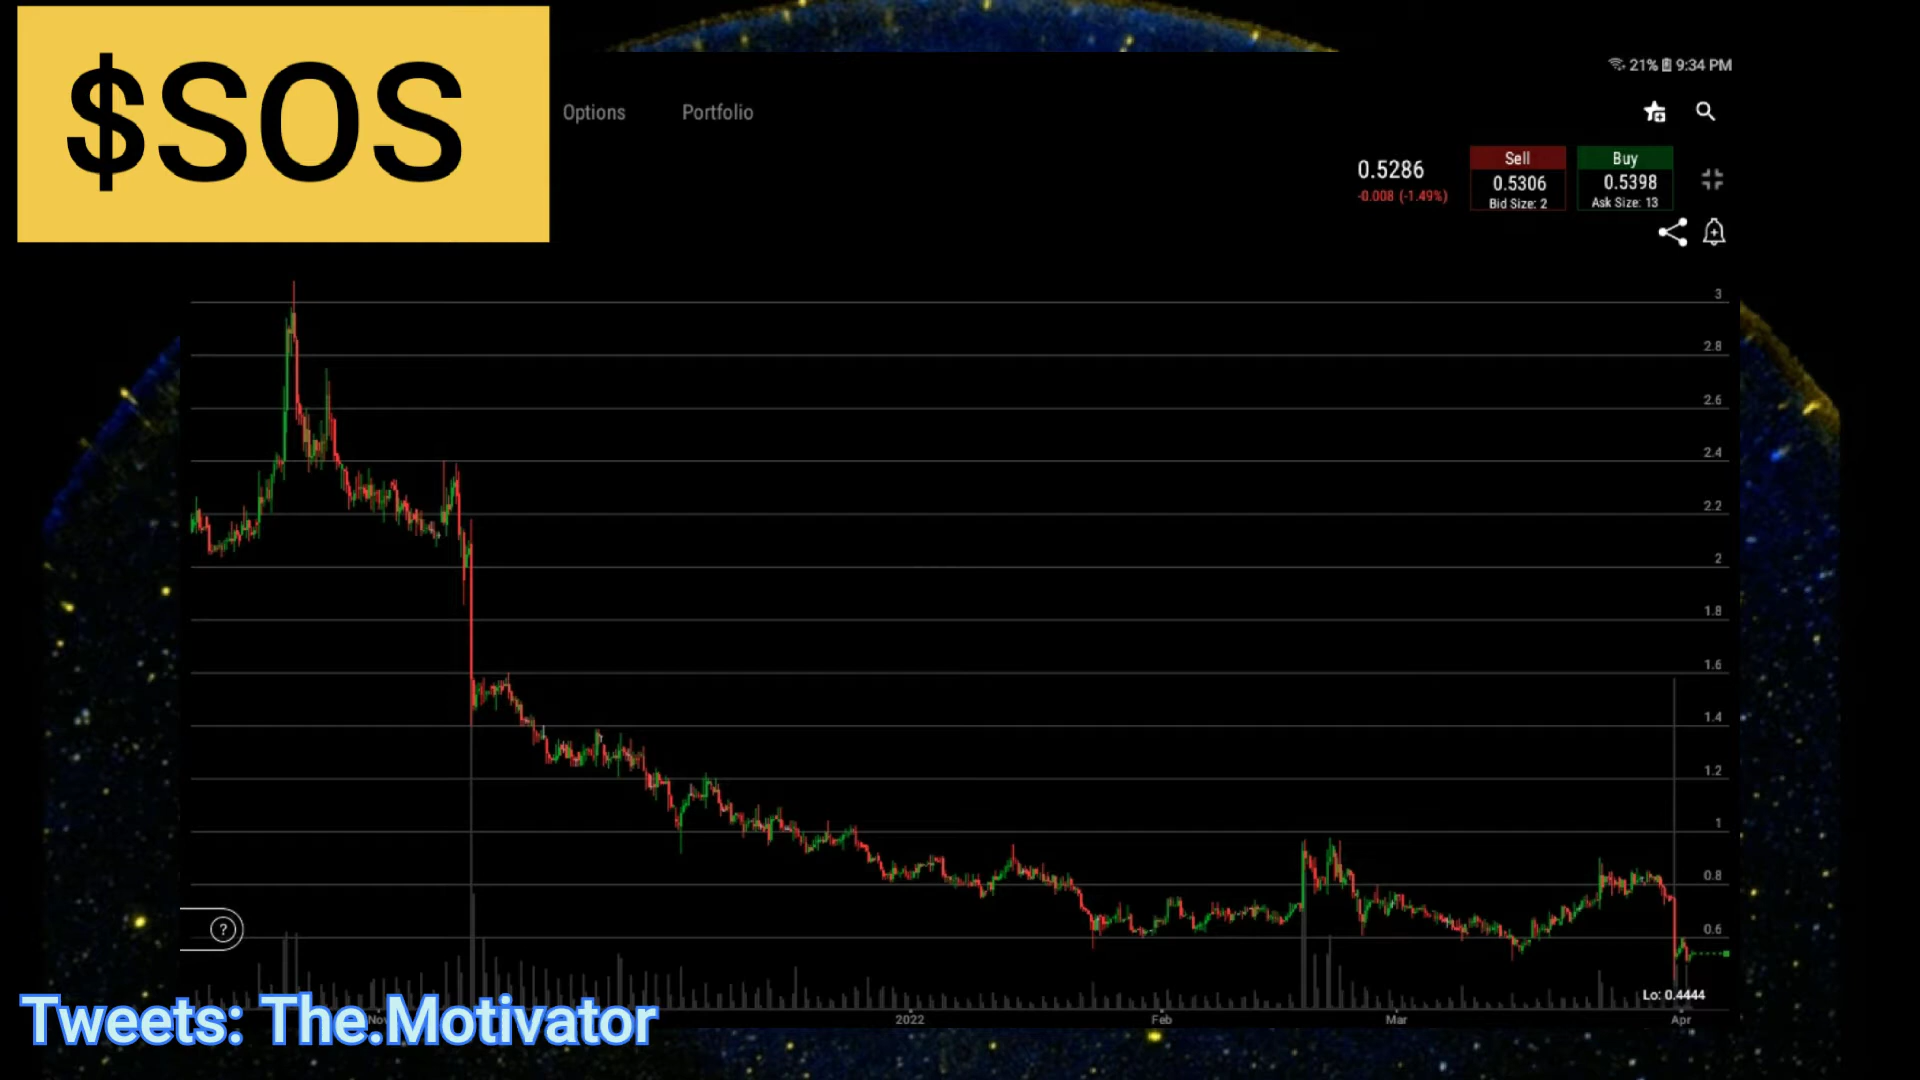 $SOS
21% 9:34 PM
Options Portfolio
0.5286
-0.008 (-1.49%)
Sell
0.5306
Bid Size: 2
Buy
0.5398
Ask Size: 13
3
2.8
2.6
2.4
2.2
2
1.8
1.6
1.4
1.2
1
0.8
0.6
?
Lo: 0.4444
Nov 2022 Feb Mar Apr
Tweets: The.Motivator